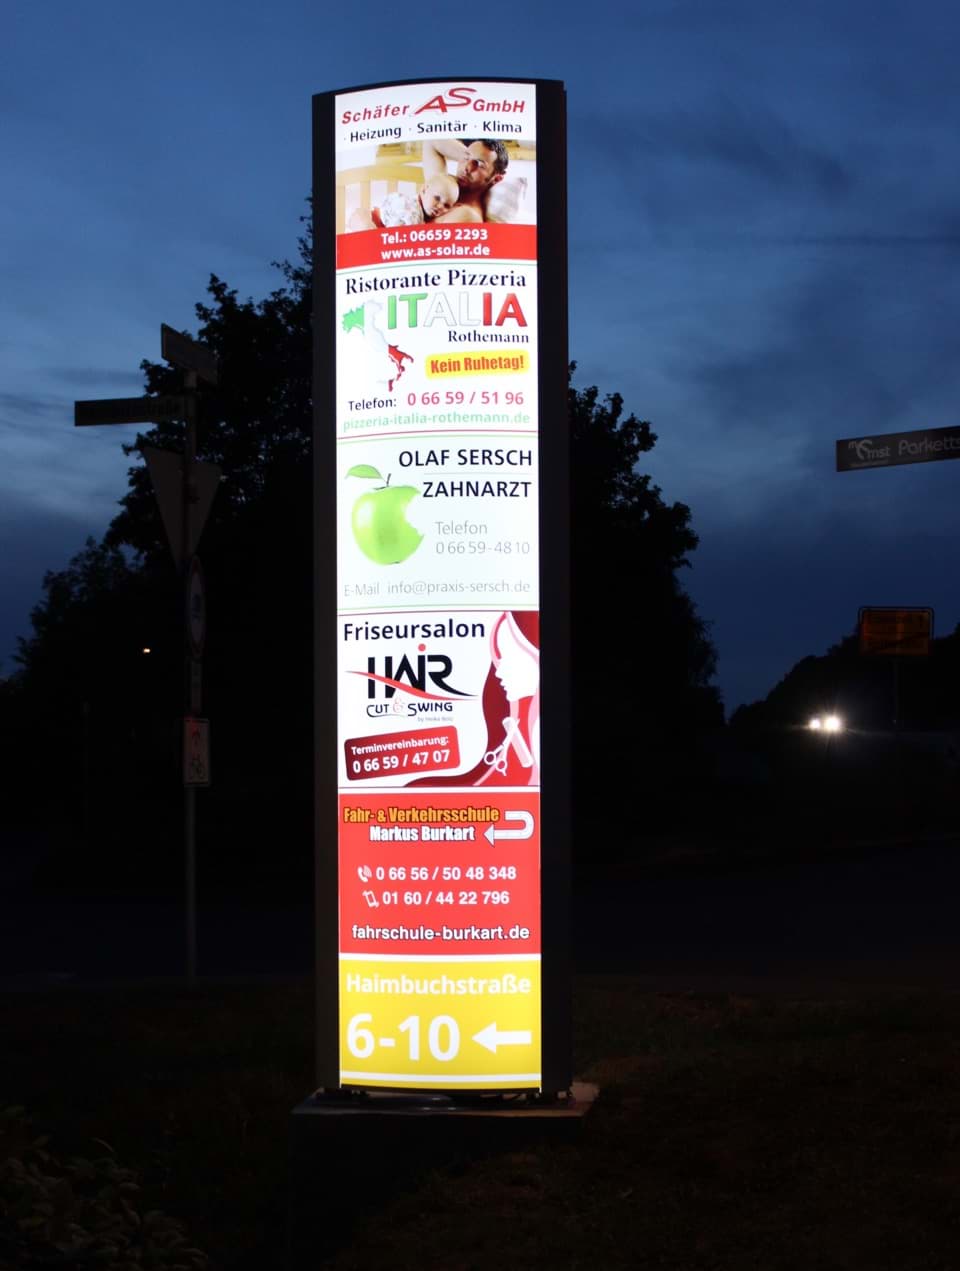 Schäfer AS GmbH
· Heizung · Sanitär · Klima
Tel.: 06659 2293
www.as-solar.de
Ristorante Pizzeria
ITALIA
Rothemann
Kein Ruhetag!
Telefon: 0 66 59 / 51 96
pizzeria-italia-rothemann.de
OLAF SERSCH
ZAHNARZT
Telefon
0 66 59-48 10
E-Mail info@praxis-sersch.de
Friseursalon
HAIR
CUT & SWING
Terminvereinbarung:
0 66 59 / 47 07
Fahr- & Verkehrsschule
Markus Burkart
0 66 56 / 50 48 348
01 60 / 44 22 796
fahrschule-burkart.de
Haimbuchstraße
6-10